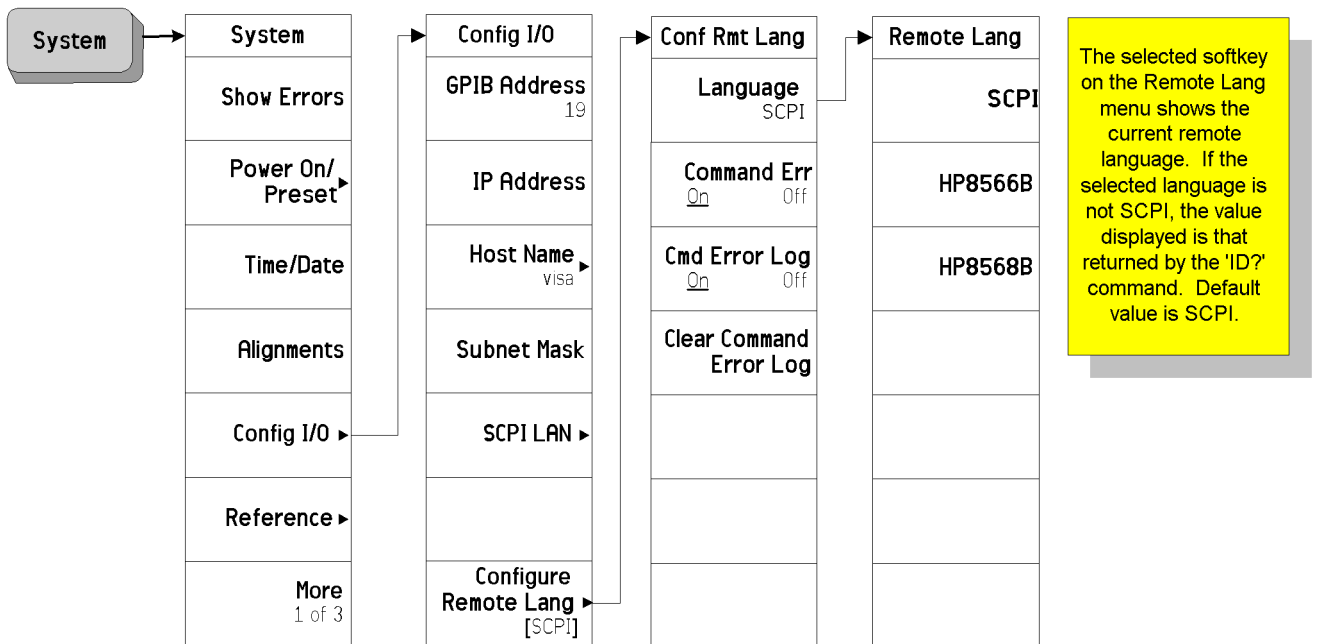 System
System
Show Errors
Power On/
Preset
Time/Date
Alignments
Config I/O
Reference
More
1 of 3
Config I/O
GPIB Address
19
IP Address
Host Name
visa
Subnet Mask
SCPI LAN
Configure
Remote Lang
[SCPI]
Conf Rmt Lang
Language
SCPI
Command Err
On Off
Cmd Error Log
On Off
Clear Command
Error Log
Remote Lang
SCPI
HP8566B
HP8568B
The selected softkey
on the Remote Lang
menu shows the
current remote
language. If the
selected language is
not SCPI, the value
displayed is that
returned by the 'ID?'
command. Default
value is SCPI.